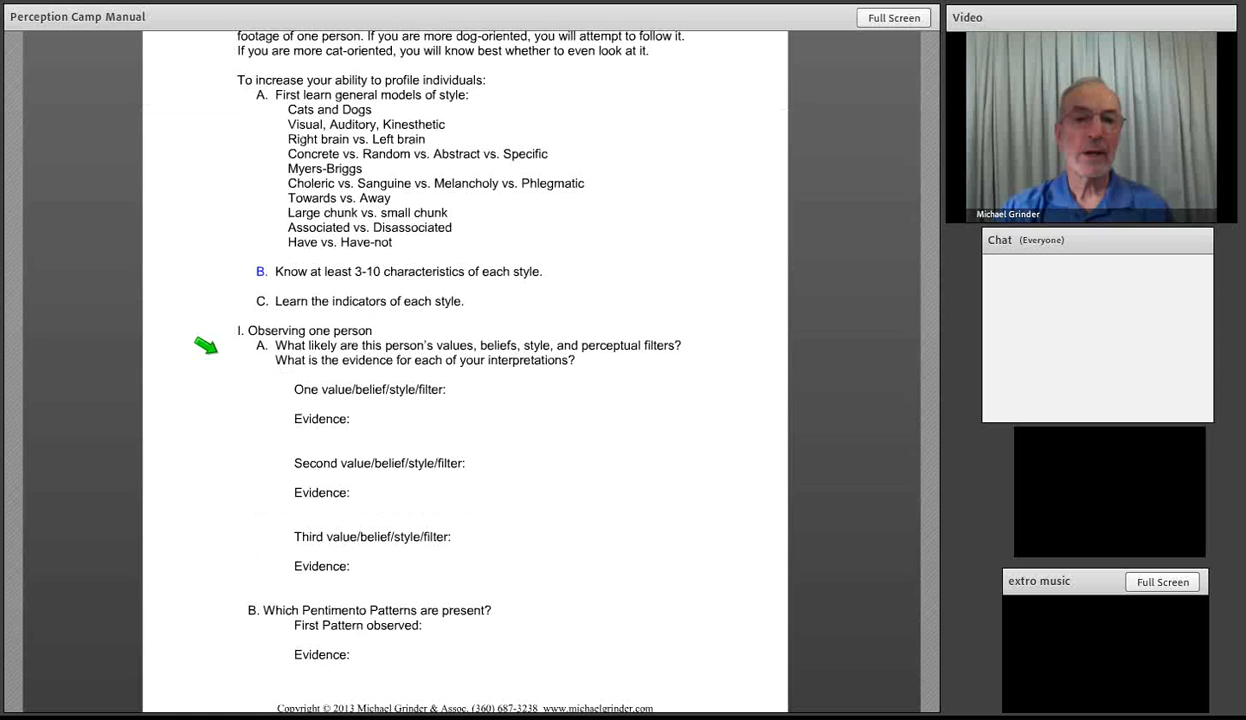 Perception Camp Manual
Full Screen
footage of one person. If you are more dog-oriented, you will attempt to follow it.
If you are more cat-oriented, you will know best whether to even look at it.
To increase your ability to profile individuals:
A. First learn general models of style:
Cats and Dogs
Visual, Auditory, Kinesthetic
Right brain vs. Left brain
Concrete vs. Random vs. Abstract vs. Specific
Myers-Briggs
Choleric vs. Sanguine vs. Melancholy vs. Phlegmatic
Towards vs. Away
Large chunk vs. small chunk
Associated vs. Disassociated
Have vs. Have-not
B. Know at least 3-10 characteristics of each style.
C. Learn the indicators of each style.
I. Observing one person
A. What likely are this person's values, beliefs, style, and perceptual filters?
What is the evidence for each of your interpretations?
One value/belief/style/filter:
Evidence:
Second value/belief/style/filter:
Evidence:
Third value/belief/style/filter:
Evidence:
B. Which Pentimento Patterns are present?
First Pattern observed:
Evidence:
Copyright © 2013 Michael Grinder & Assoc. (360) 687-3238 www.michaelgrinder.com
Video
Michael Grinder
Chat (Everyone)
extro music
Full Screen